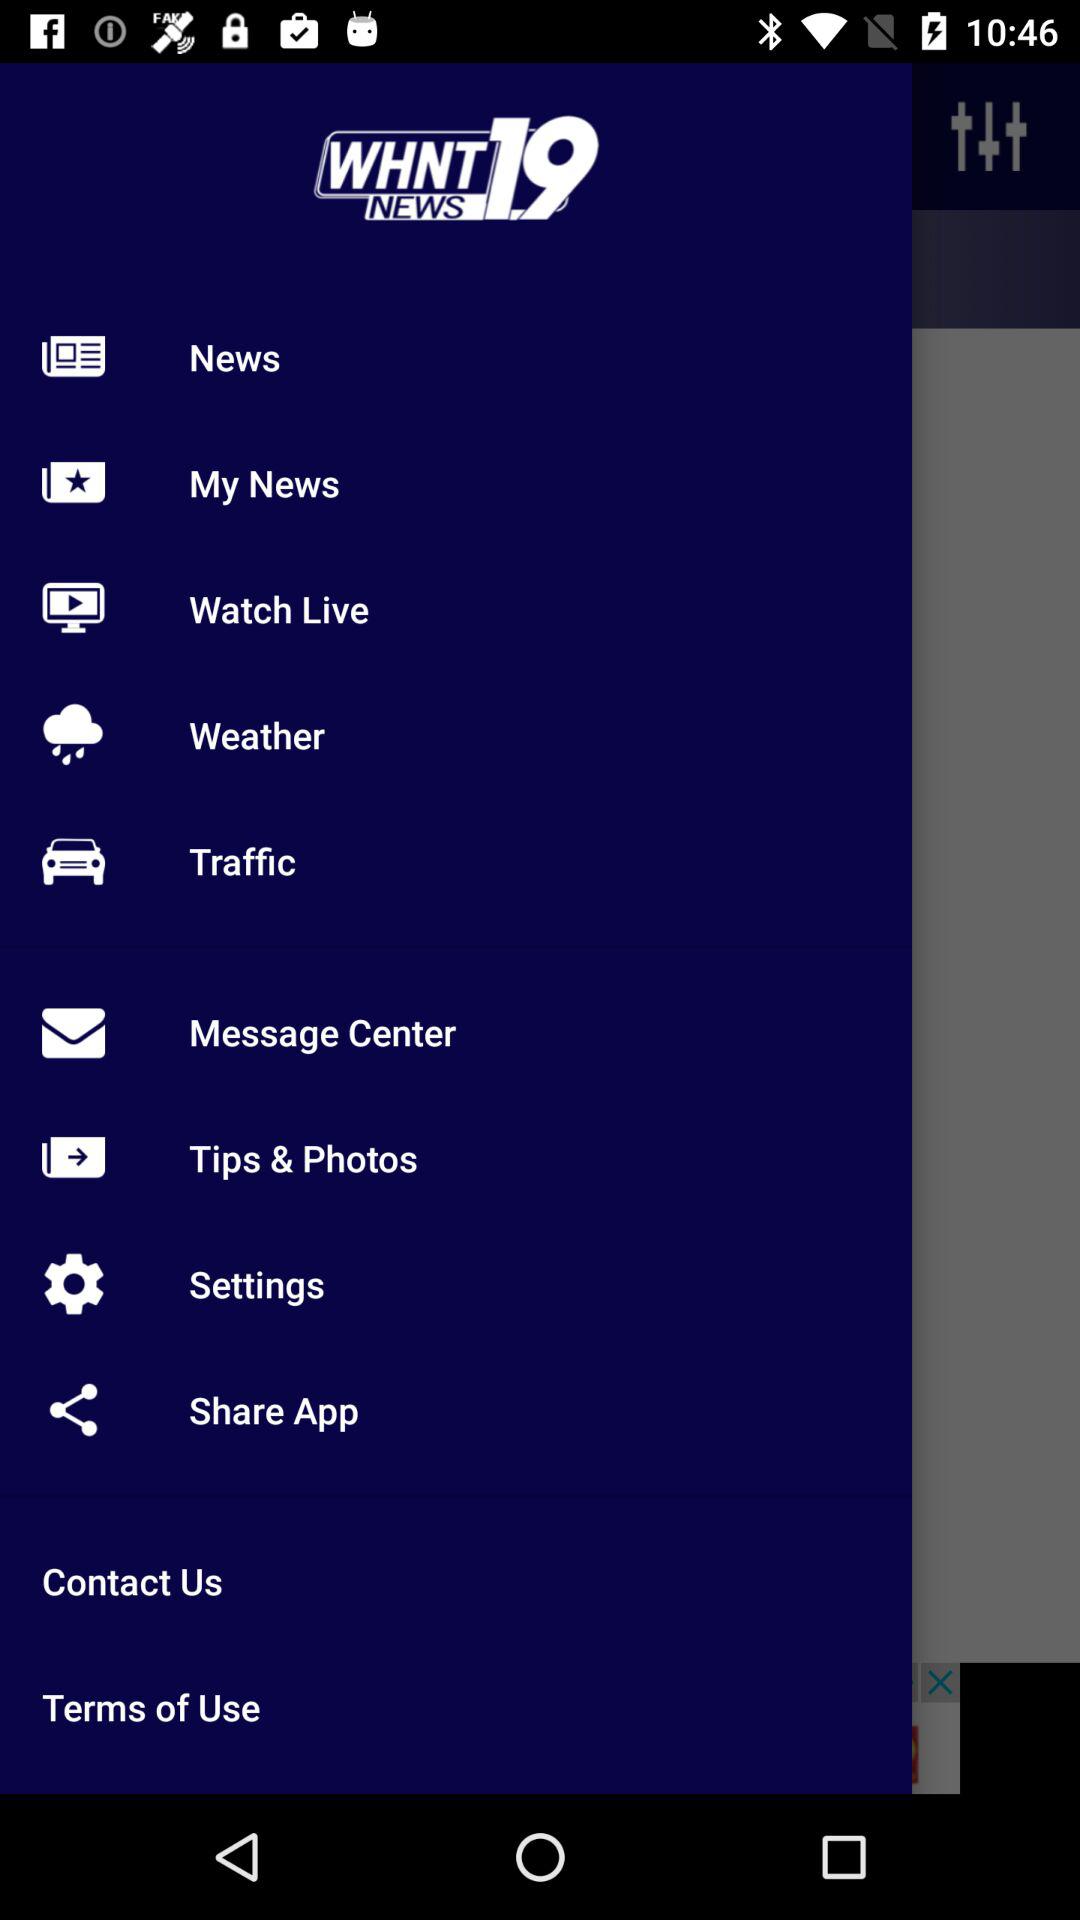 FAKE
10:46
WHNT 19
NEWS
News
My News
Watch Live
Weather
Traffic
Message Center
Tips & Photos
Settings
Share App
Contact Us
Terms of Use